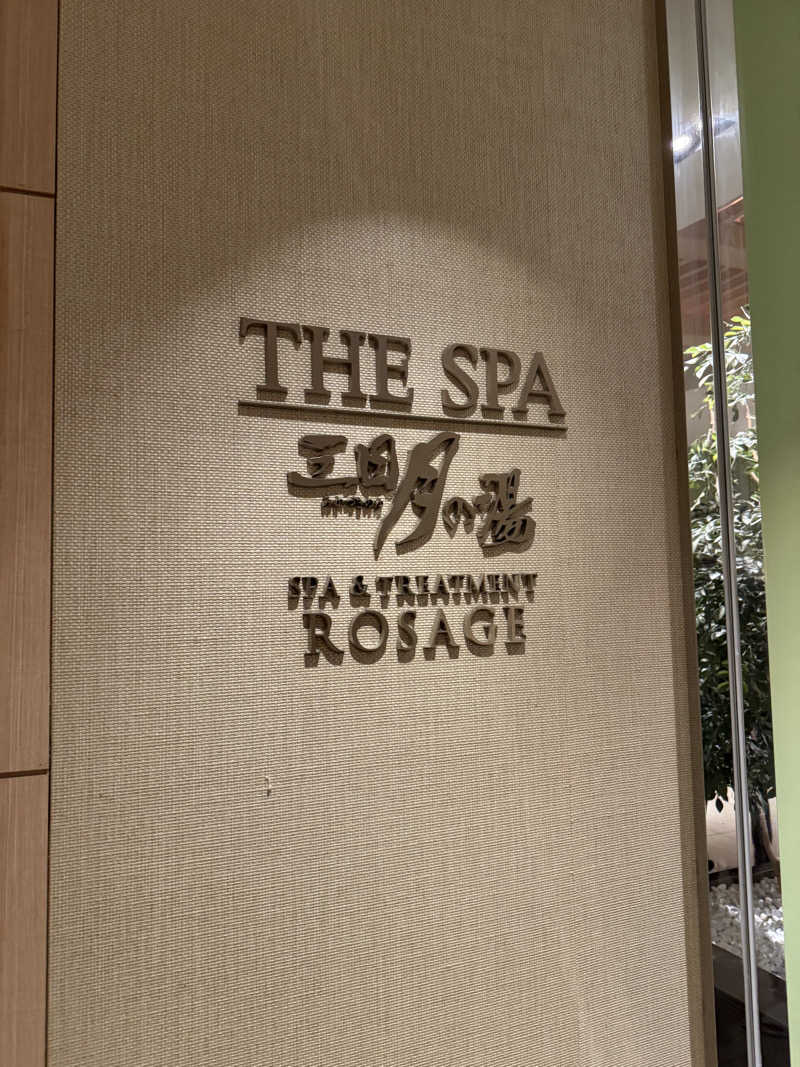 THE SPA
三日月の湯
SPA & TREATMENT
ROSAGE